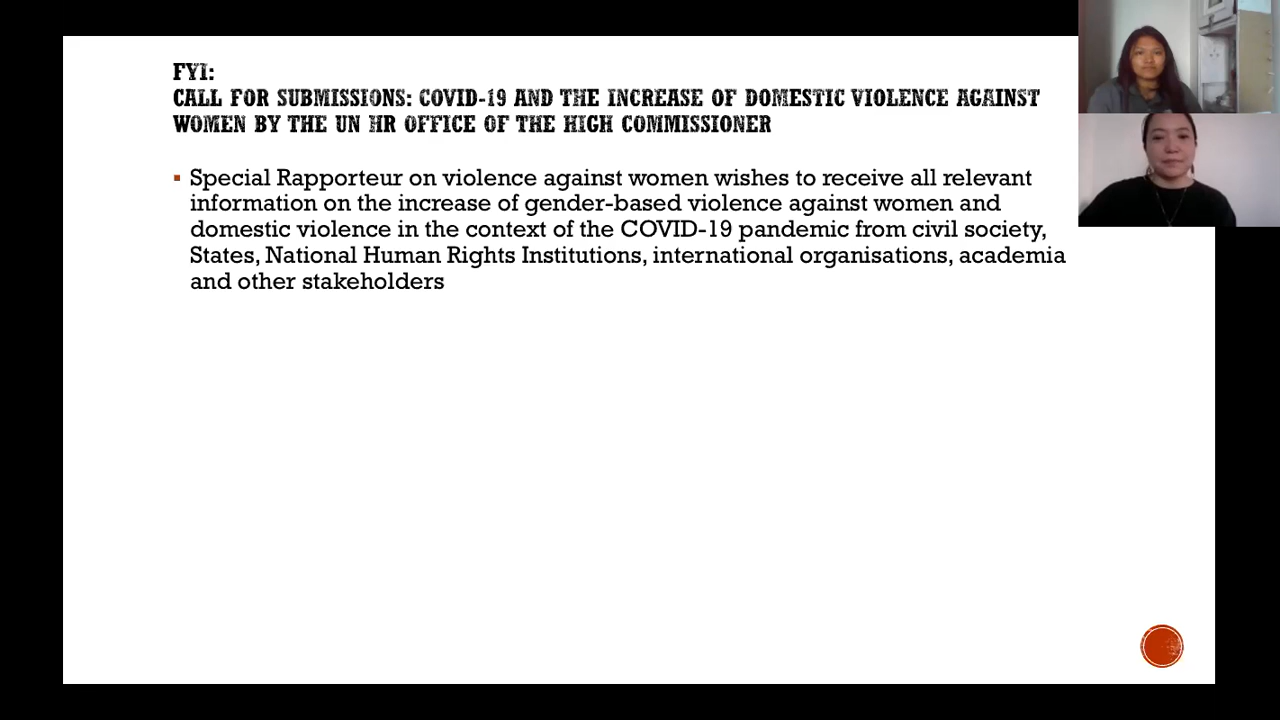 FYI:
CALL FOR SUBMISSIONS: COVID-19 AND THE INCREASE OF DOMESTIC VIOLENCE AGAINST
WOMEN BY THE UN HR OFFICE OF THE HIGH COMMISSIONER
Special Rapporteur on violence against women wishes to receive all relevant
information on the increase of gender-based violence against women and
domestic violence in the context of the COVID-19 pandemic from civil society,
States, National Human Rights Institutions, international organisations, academia
and other stakeholders